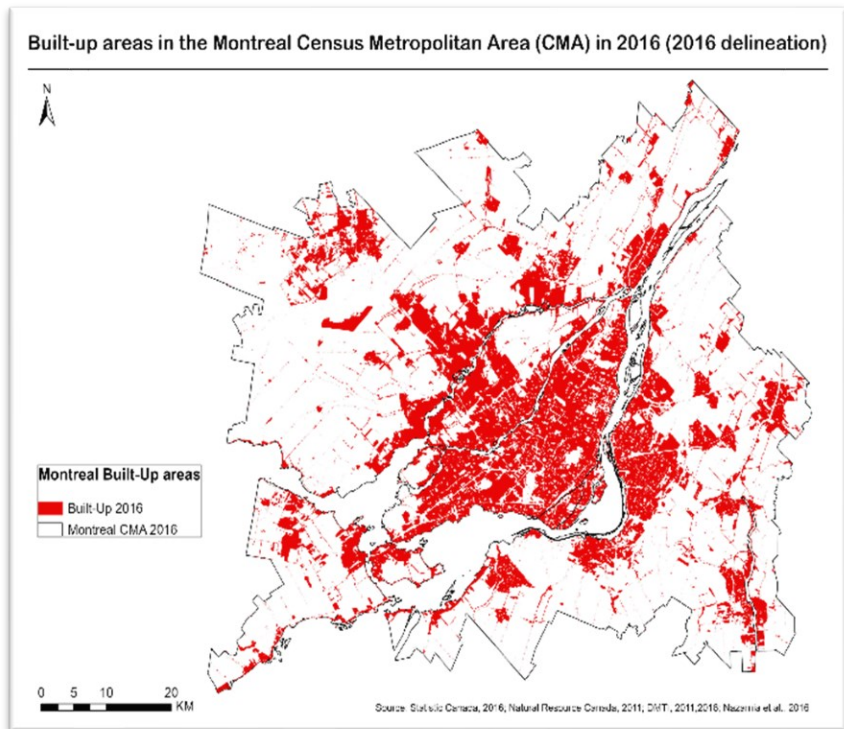 Built-up areas in the Montreal Census Metropolitan Area (CMA) in 2016 (2016 delineation)
N
Montreal Built-Up areas
Built-Up 2016
Montreal CMA 2016
0 5 10 20
KM
Source: Statistic Canada, 2016; Natural Resource Canada, 2011; DMTI, 2011,2016; Nazarnia et al. 2016